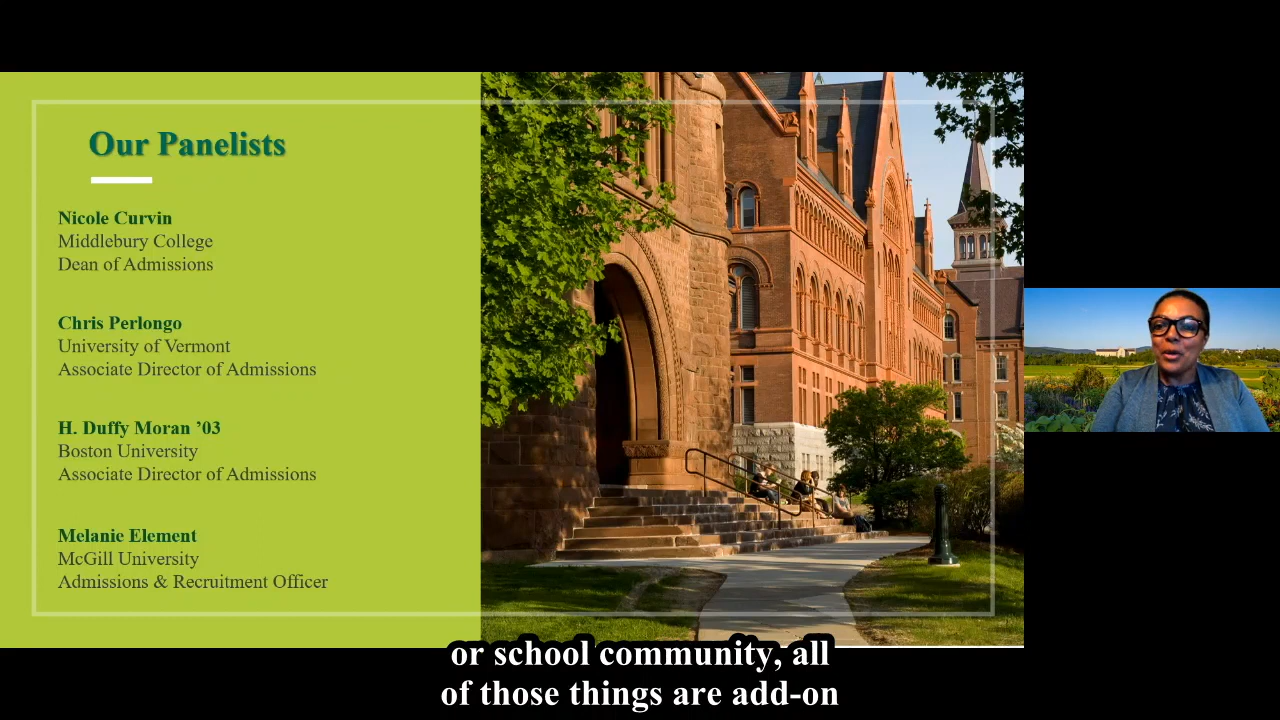 Our Panelists
Nicole Curvin
Middlebury College
Dean of Admissions
Chris Perlongo
University of Vermont
Associate Director of Admissions
H. Duffy Moran ’03
Boston University
Associate Director of Admissions
Melanie Element
McGill University
Admissions & Recruitment Officer
or school community, all
of those things are add-on